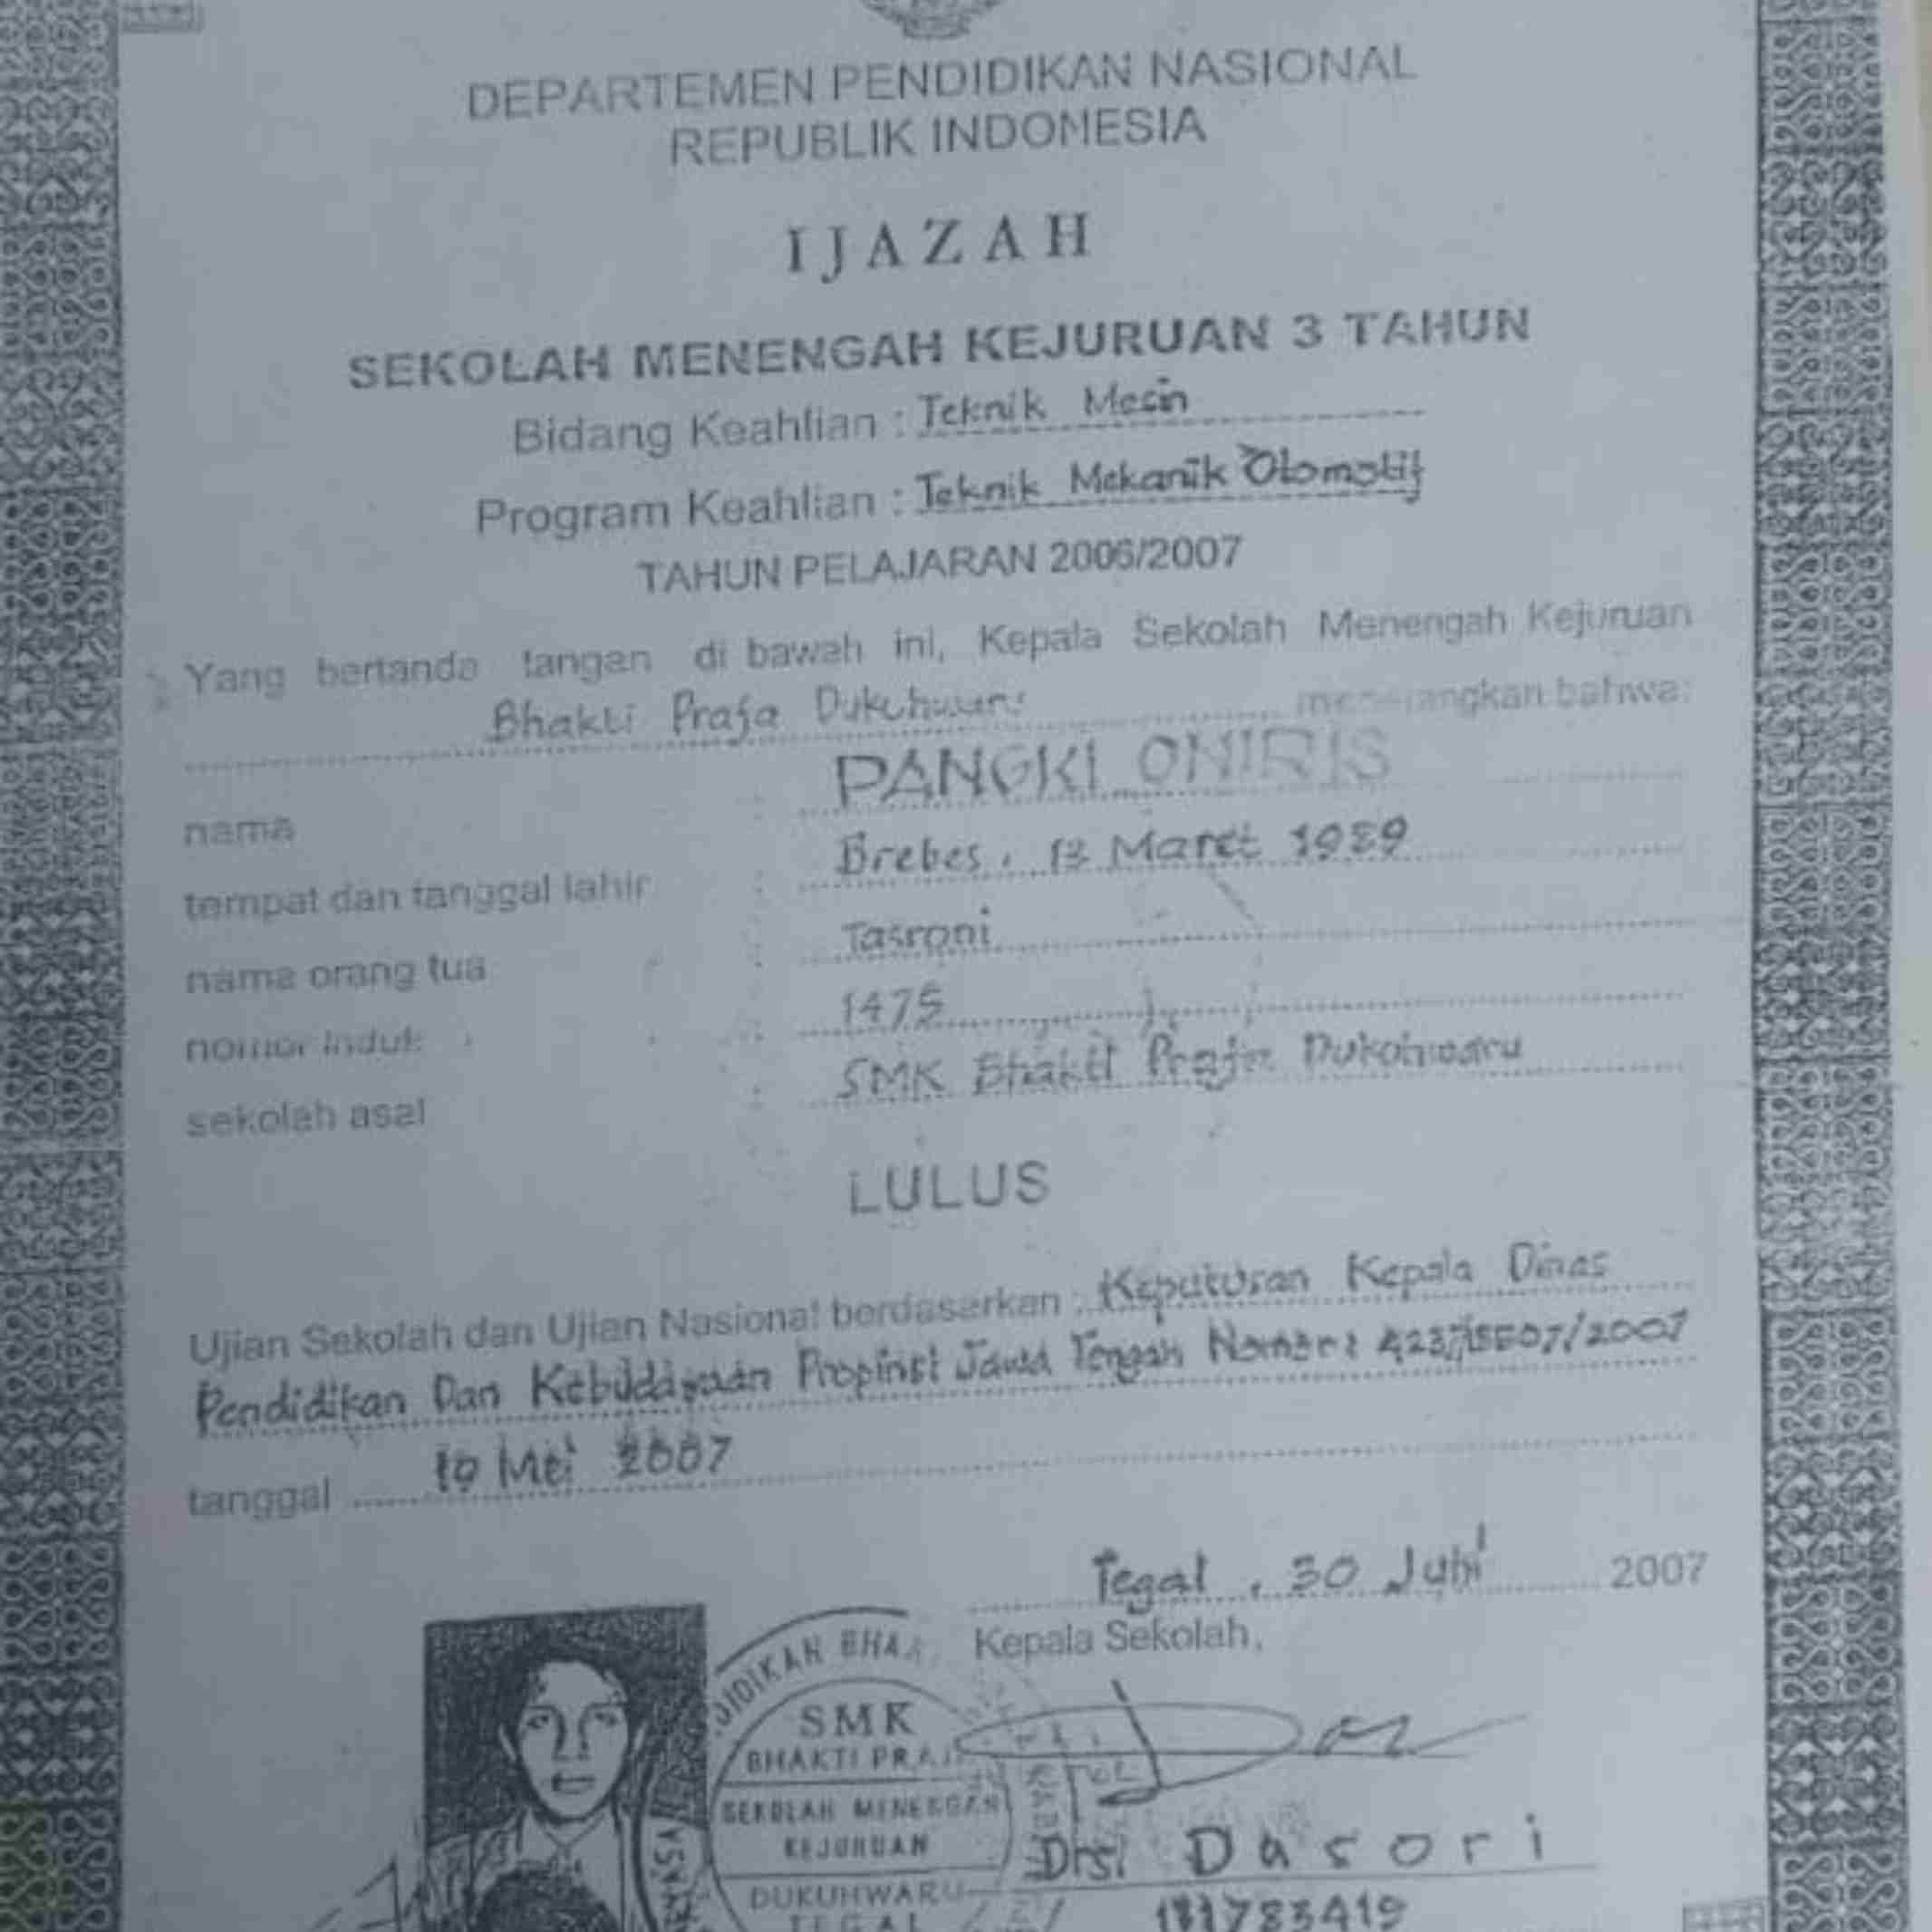 DEPARTEMEN PENDIDIKAN NASIONAL
REPUBLIK INDONESIA
IJAZAH
SEKOLAH MENENGAH KEJURUAN 3 TAHUN
Bidang Keahlian : Teknik Mesin
Program Keahlian : Teknik Mekanik Otomotif
TAHUN PELAJARAN 2006/2007
Yang bertanda tangan di bawah ini, Kepala Sekolah Menengah Kejuruan
Bhakti Praja Dukuhwaru menerangkan bahwa:
nama : PANGKI ONIRIS
tempat dan tanggal lahir : Brebes, 13 Maret 1989
nama orang tua : Tasroni
nomor induk : 1475
sekolah asal : SMK Bhakti Praja Dukuhwaru
LULUS
Ujian Sekolah dan Ujian Nasional berdasarkan : Keputusan Kepala Dinas
Pendidikan Dan Kebudayaan Propinsi Jawa Tengah Nomor :
tanggal Mei 2007
Tegal, 30 2007
Kepala Sekolah,
SMK
BHAKTI PRAJA
SEKOLAH MENENGAH
KEJURUAN
DUKUHWARU
TEGAL
Drs. Dasori